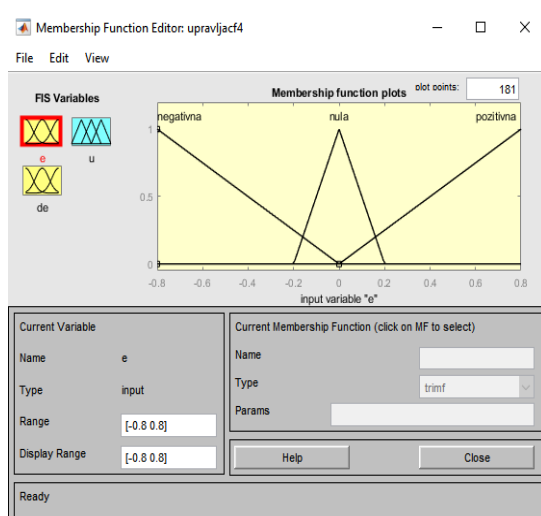 Membership Function Editor: upravljacf4
File Edit View
FIS Variables
e
u
de
Membership function plots
plot points:
181
negativna
nula
pozitivna
1
0.5
0
-0.8 -0.6 -0.4 -0.2 0 0.2 0.4 0.6 0.8
input variable "e"
Current Variable
Name e
Type input
Range [-0.8 0.8]
Display Range [-0.8 0.8]
Current Membership Function (click on MF to select)
Name
Type trimf
Params
Help
Close
Ready